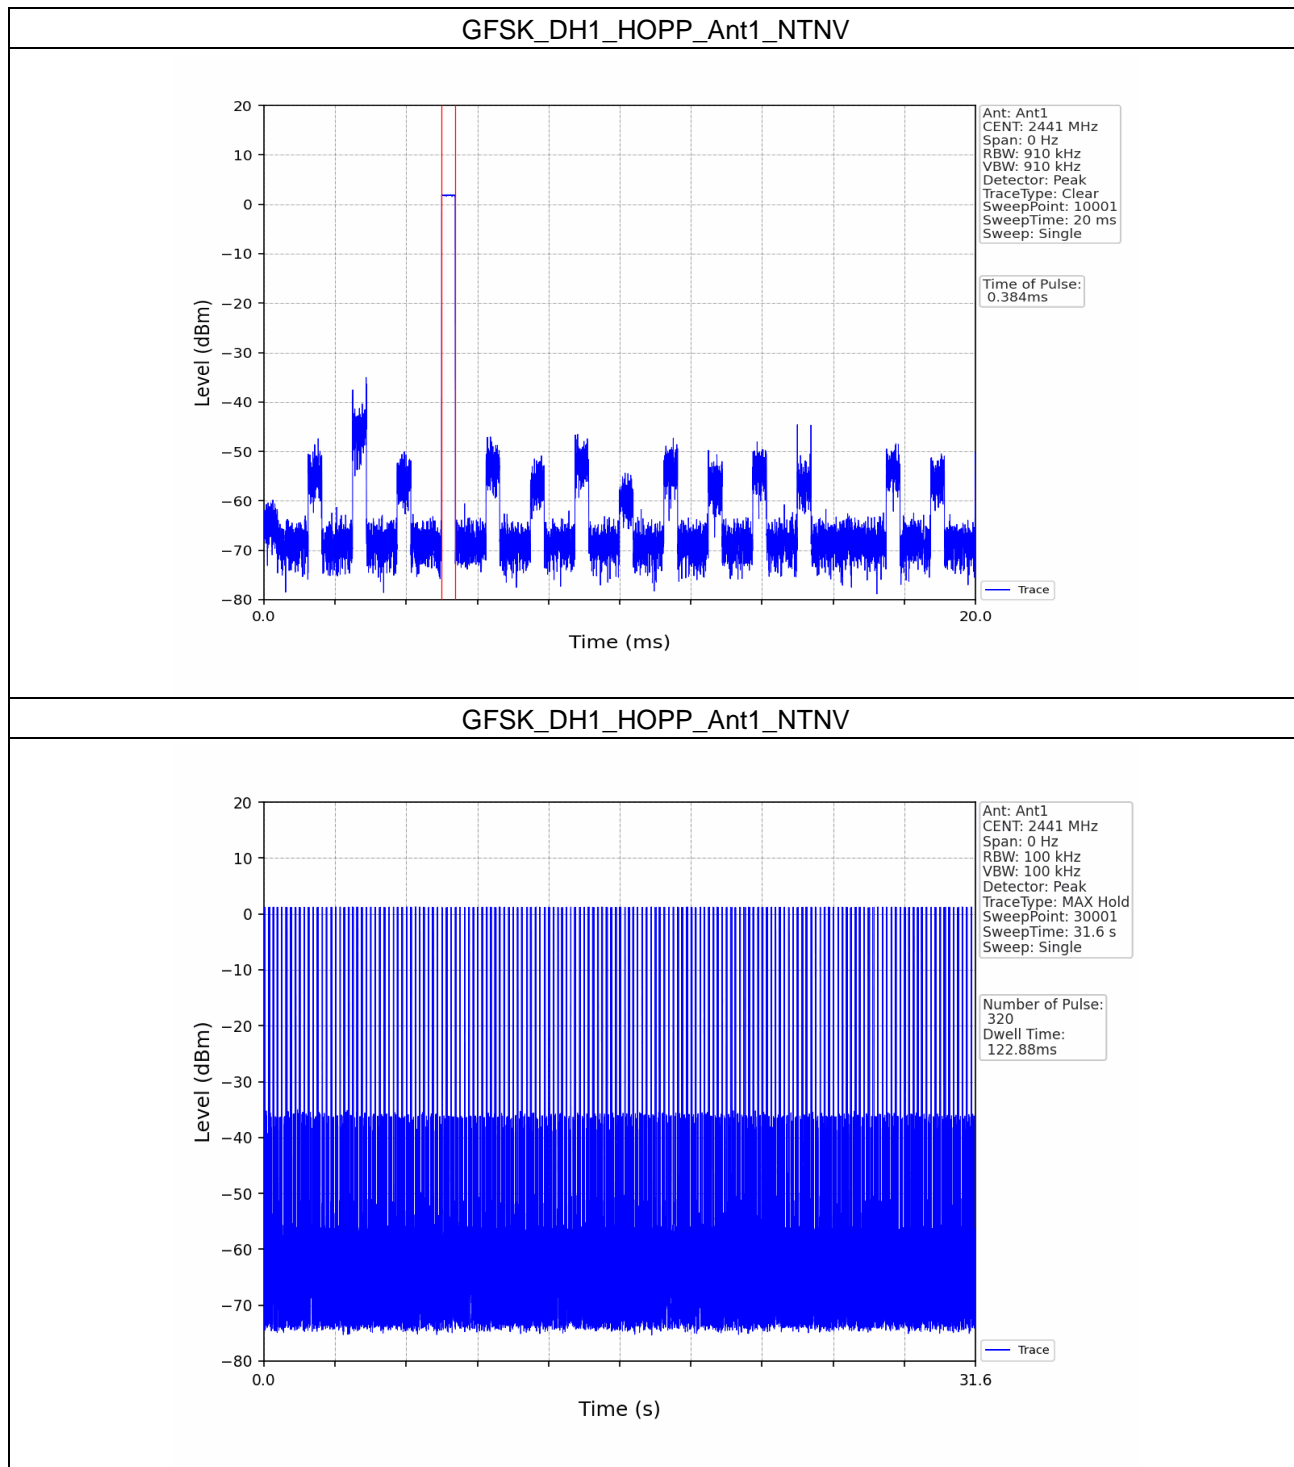 GFSK_DH1_HOPP_Ant1_NTNV
20
10
0
−10
−20
−30
−40
−50
−60
−70
−80
Level (dBm)
0.0
20.0
Time (ms)
Ant: Ant1
CENT: 2441 MHz
Span: 0 Hz
RBW: 910 kHz
VBW: 910 kHz
Detector: Peak
TraceType: Clear
SweepPoint: 10001
SweepTime: 20 ms
Sweep: Single
Time of Pulse:
0.384ms
Trace
GFSK_DH1_HOPP_Ant1_NTNV
20
10
0
−10
−20
−30
−40
−50
−60
−70
−80
Level (dBm)
0.0
31.6
Time (s)
Ant: Ant1
CENT: 2441 MHz
Span: 0 Hz
RBW: 100 kHz
VBW: 100 kHz
Detector: Peak
TraceType: MAX Hold
SweepPoint: 30001
SweepTime: 31.6 s
Sweep: Single
Number of Pulse:
320
Dwell Time:
122.88ms
Trace